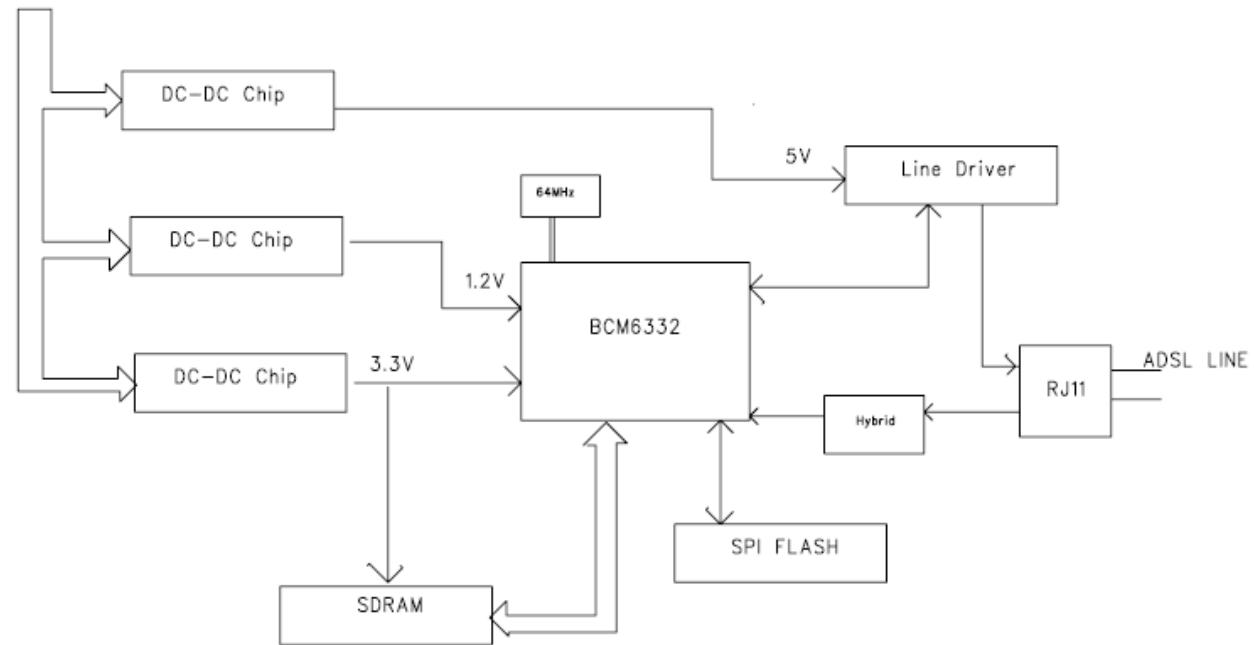 DC-DC Chip
5V
Line Driver
64MHz
DC-DC Chip
1.2V
BCM6332
3.3V
DC-DC Chip
ADSL LINE
RJ11
Hybrid
SPI FLASH
SDRAM